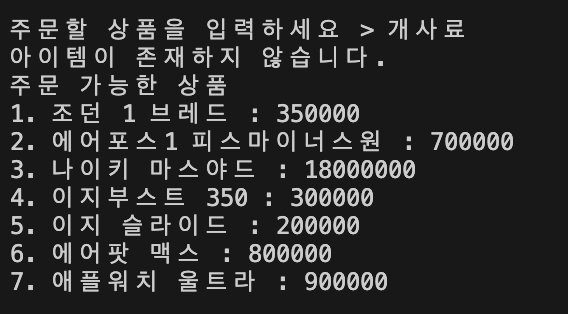 주문할 상품을 입력하세요 > 개사료
아이템이 존재하지 않습니다.
주문 가능한 상품
1. 조던 1 브레드 : 350000
2. 에어포스1 피스마이너스원 : 700000
3. 나이키 마스야드 : 18000000
4. 이지부스트 350 : 300000
5. 이지 슬라이드 : 200000
6. 에어팟 맥스 : 800000
7. 애플워치 울트라 : 900000